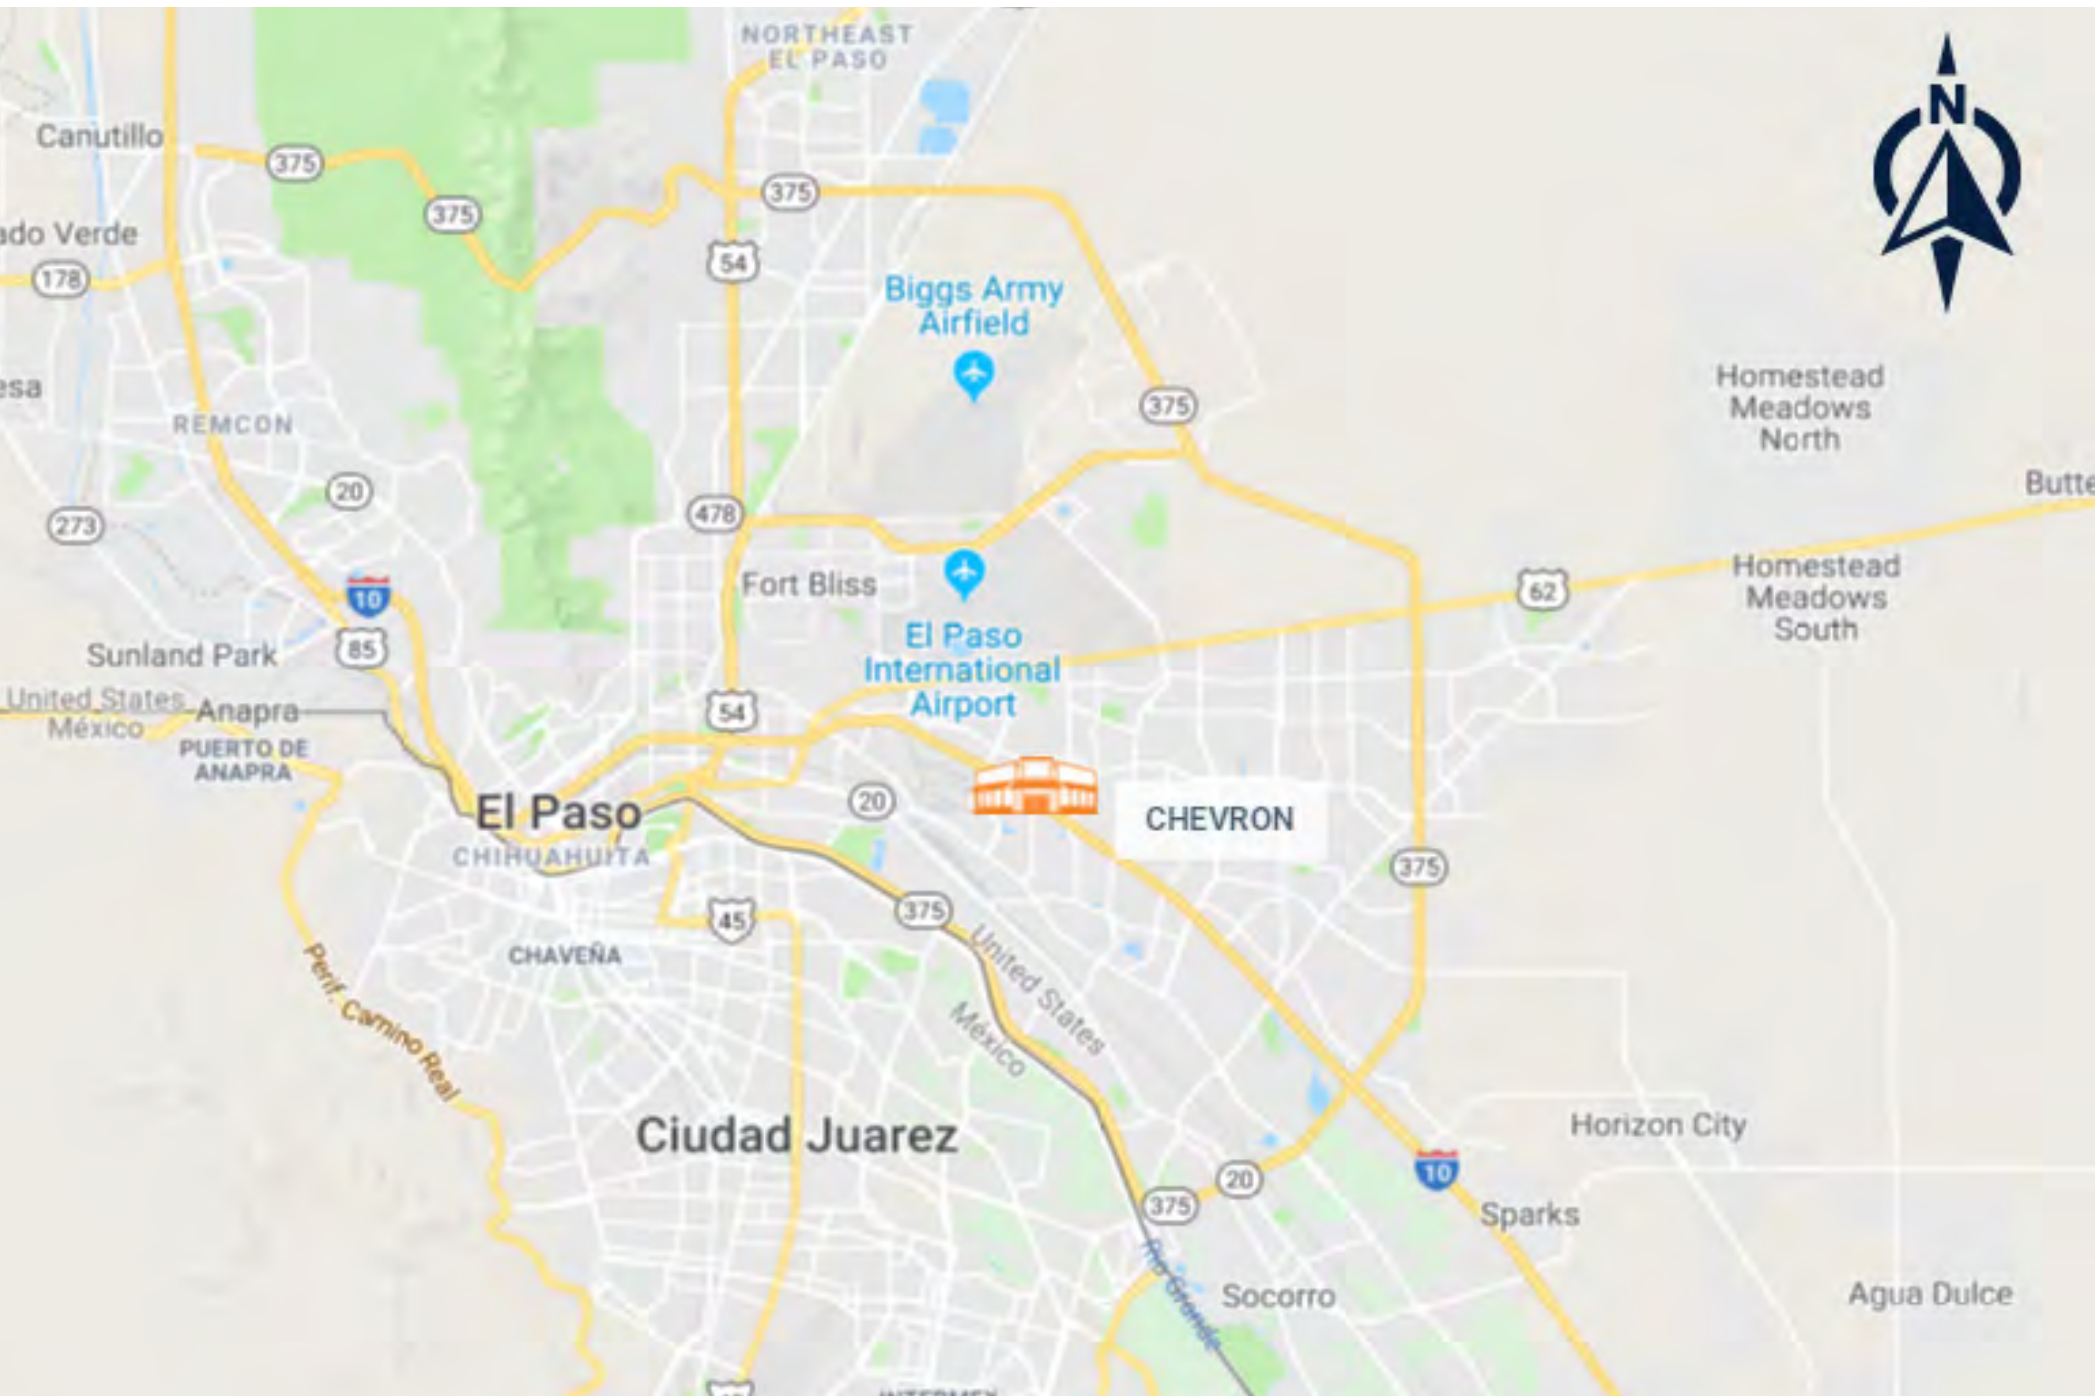 NORTHEAST
EL PASO
N
Canutillo
375
375
375
ado Verde
178
54
Biggs Army
Airfield
375
Homestead
Meadows
North
esa
REMCON
20
478
273
Butte
Fort Bliss
62
Homestead
Meadows
South
10
85
El Paso
International
Airport
Sunland Park
United States
México
Anapra
54
PUERTO DE
ANAPRA
El Paso
20
CHEVRON
CHIHUAHUITA
375
375
45
CHAVEÑA
United States
México
Perif. Camino Real
Ciudad Juarez
Horizon City
10
20
375
Sparks
Rio Grande
Socorro
Agua Dulce